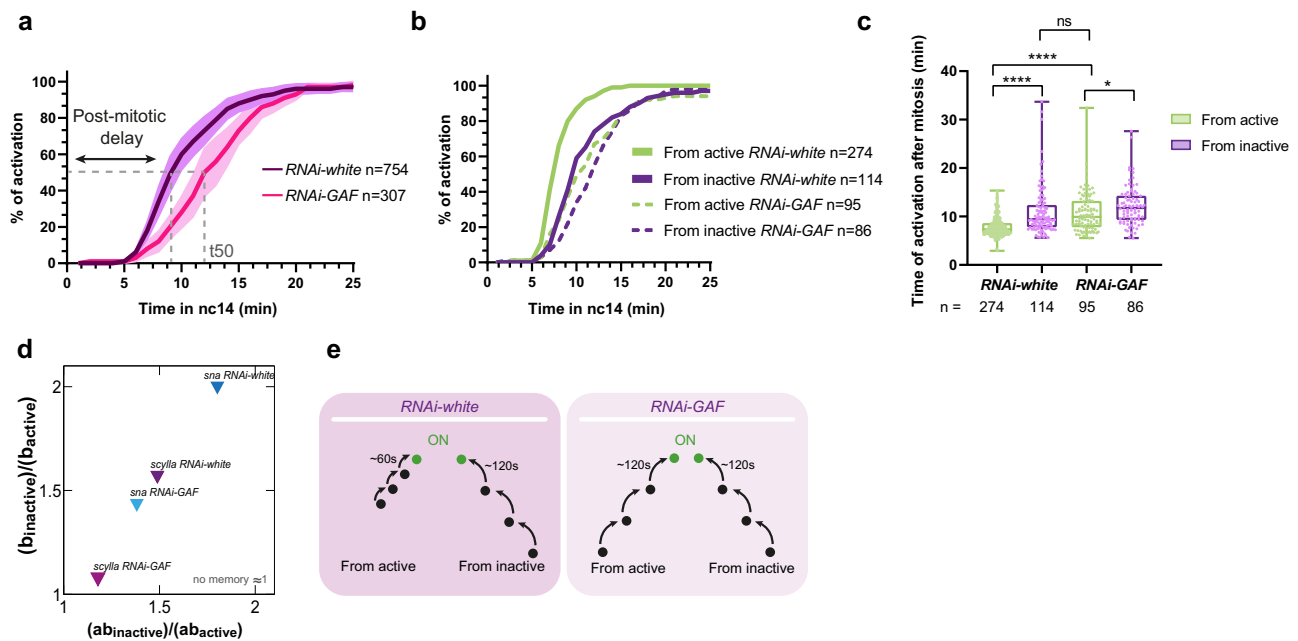 a
% of activation
100
80
60
40
20
0
Post-mitotic
delay
RNAi-white n=754
RNAi-GAF n=307
t50
0 5 10 15 20 25
Time in nc14 (min)
b
% of activation
100
80
60
40
20
0
From active RNAi-white n=274
From inactive RNAi-white n=114
From active RNAi-GAF n=95
From inactive RNAi-GAF n=86
0 5 10 15 20 25
Time in nc14 (min)
c
Time of activation after mitosis (min)
40
30
20
10
0
ns
****
****
*
From active
From inactive
RNAi-white RNAi-GAF
n = 274 114 95 86
d
(binactive)/(bactive)
2
1.5
1
sna RNAi-white
scylla RNAi-white
sna RNAi-GAF
scylla RNAi-GAF
no memory ≈1
1 1.5 2
(abinactive)/(abactive)
e
RNAi-white
ON
~60s
~120s
From active
From inactive
RNAi-GAF
ON
~120s
~120s
From active
From inactive